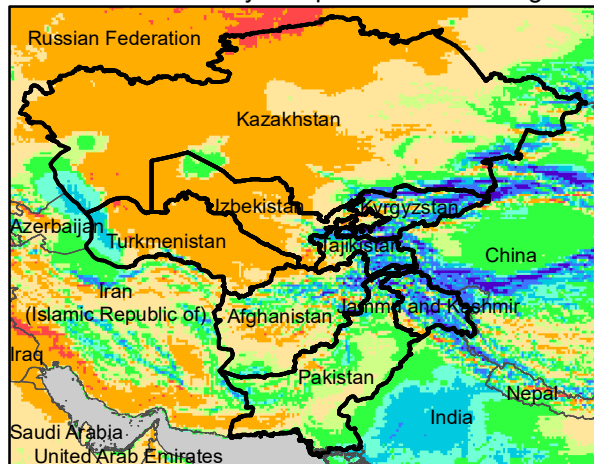 Russian Federation
Kazakhstan
Izbekistan
Kyrgyzstan
Azerbaijan
Turkmenistan
Tajikistan
China
Iran
(Islamic Republic of)
Afghanistan
Jammu and Kashmir
Iraq
Pakistan
Nepal
India
Saudi Arabia
United Arab Emirates